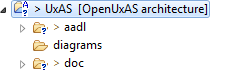 > UxAS [OpenUxAS architecture]
> aadl
diagrams
> doc